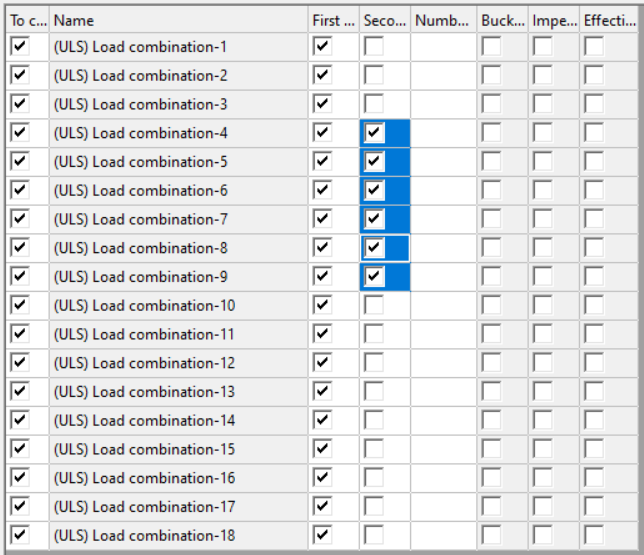 To c... Name First ... Seco... Numb... Buck... Impe... Effecti...
(ULS) Load combination-1
(ULS) Load combination-2
(ULS) Load combination-3
(ULS) Load combination-4
(ULS) Load combination-5
(ULS) Load combination-6
(ULS) Load combination-7
(ULS) Load combination-8
(ULS) Load combination-9
(ULS) Load combination-10
(ULS) Load combination-11
(ULS) Load combination-12
(ULS) Load combination-13
(ULS) Load combination-14
(ULS) Load combination-15
(ULS) Load combination-16
(ULS) Load combination-17
(ULS) Load combination-18